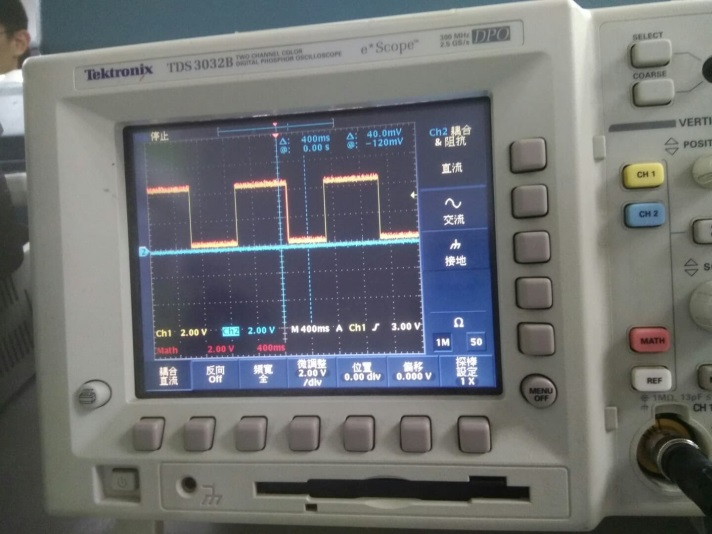 Tektronix TDS 3032B TWO CHANNEL COLOR DIGITAL PHOSPHOR OSCILLOSCOPE e*Scope™ 300 MHz 2.5 GS/s DPO
停止
Δ: 400ms Δ: 40.0mV
@: 0.00 s @: −120mV
Ch2 耦合
& 阻抗
直流
交流
接地
Ω
1M 50
2
Ch1 2.00 V Ch2 2.00 V M 400ms A Ch1 3.00 V
Math 2.00 V 400ms
耦合
直流
反向
Off
頻寬
全
微調整
2.00 V
/div
位置
0.00 div
偏移
0.000 V
探棒
設定
1 X
MENU
OFF
SELECT
COARSE
VERTI
POSIT
CH 1
CH 2
MATH
REF
1MΩ, 13pF
CH 1